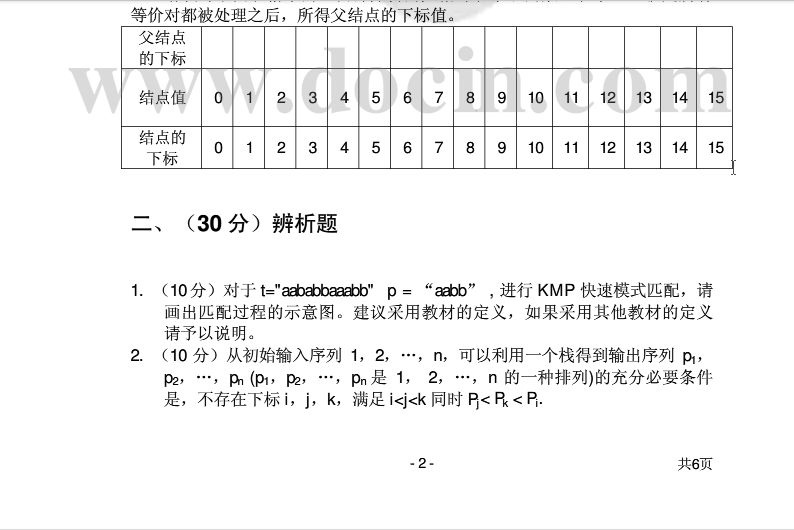 等价对都被处理之后，所得父结点的下标值。
父结点
的下标
结点值 0 1 2 3 4 5 6 7 8 9 10 11 12 13 14 15
结点的
下标 0 1 2 3 4 5 6 7 8 9 10 11 12 13 14 15
www.docin.com
二、（30 分）辨析题
1. （10分）对于 t="aababbaaabb" p = “aabb”，进行 KMP 快速模式匹配，请
画出匹配过程的示意图。建议采用教材的定义，如果采用其他教材的定义
请予以说明。
2. （10 分）从初始输入序列 1，2，…，n，可以利用一个栈得到输出序列 p1，
p2，…，pn (p1，p2，…，pn 是 1， 2，…，n 的一种排列)的充分必要条件
是，不存在下标 i，j，k，满足 i<j<k 同时 Pj< Pk < Pi.
- 2 -
共6页